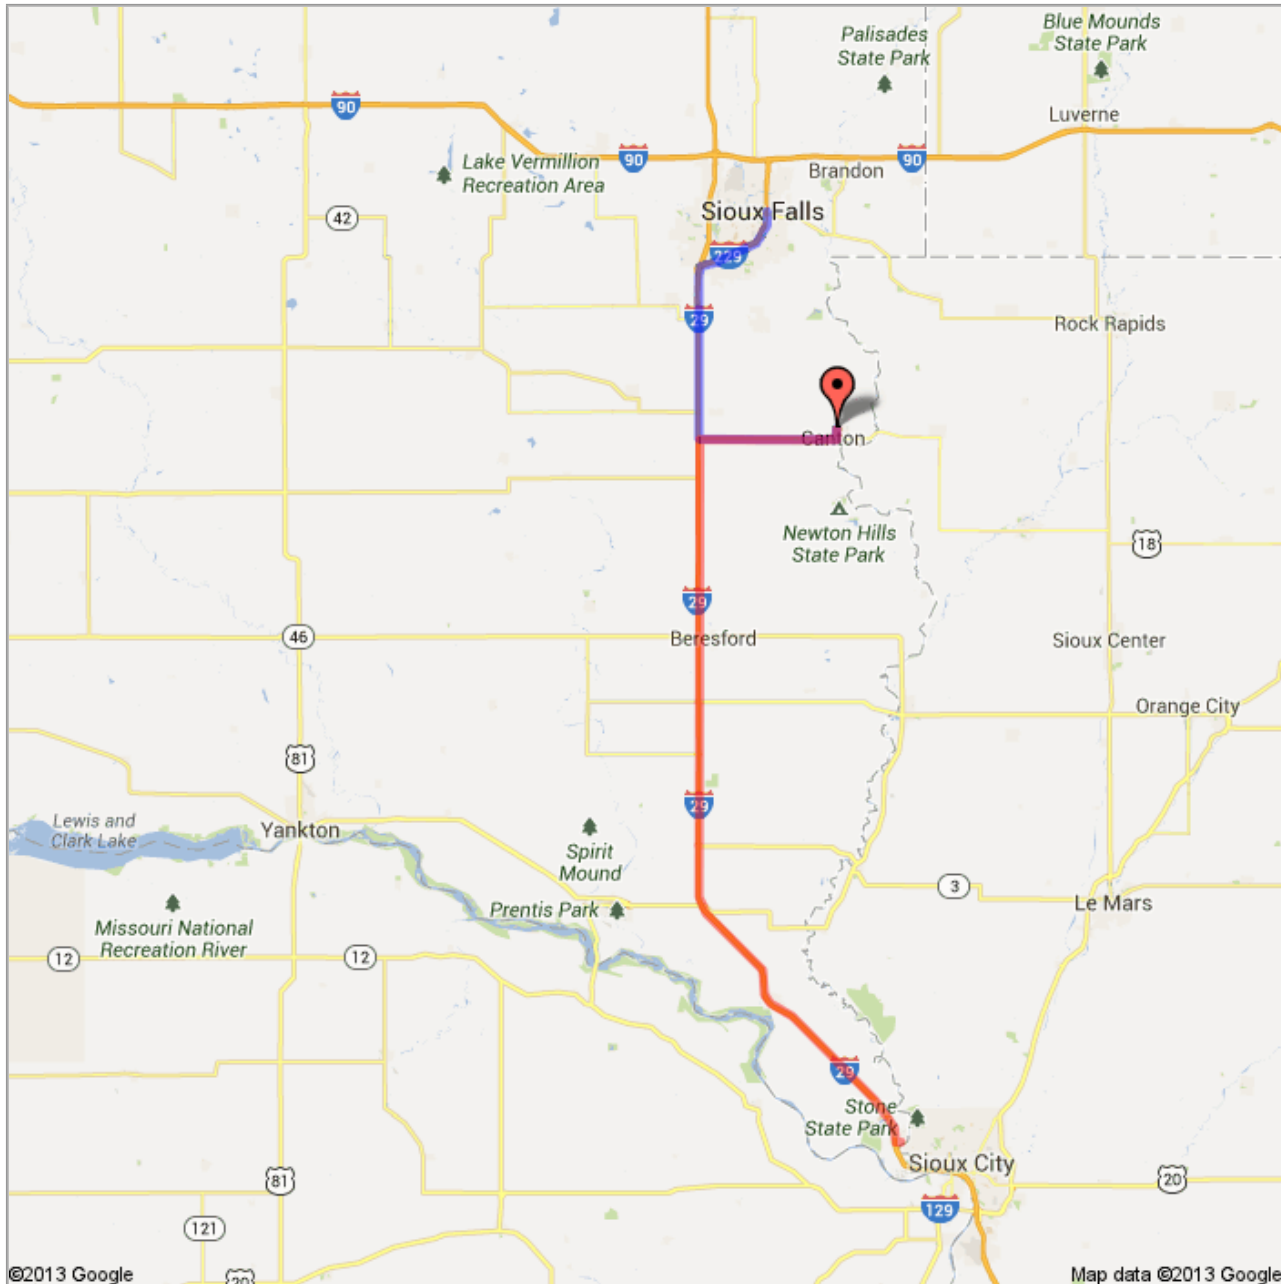 Blue Mounds
State Park
Palisades
State Park
90
Luverne
Lake Vermillion
Recreation Area
90
90
Brandon
42
Sioux Falls
229
29
Rock Rapids
Canton
Newton Hills
State Park
18
29
46
Beresford
Sioux Center
Orange City
81
29
Lewis and
Clark Lake
Yankton
Spirit
Mound
3
Prentis Park
Le Mars
Missouri National
Recreation River
12
12
29
Stone
State Park
Sioux City
81
20
129
121
20
©2013 Google
Map data ©2013 Google